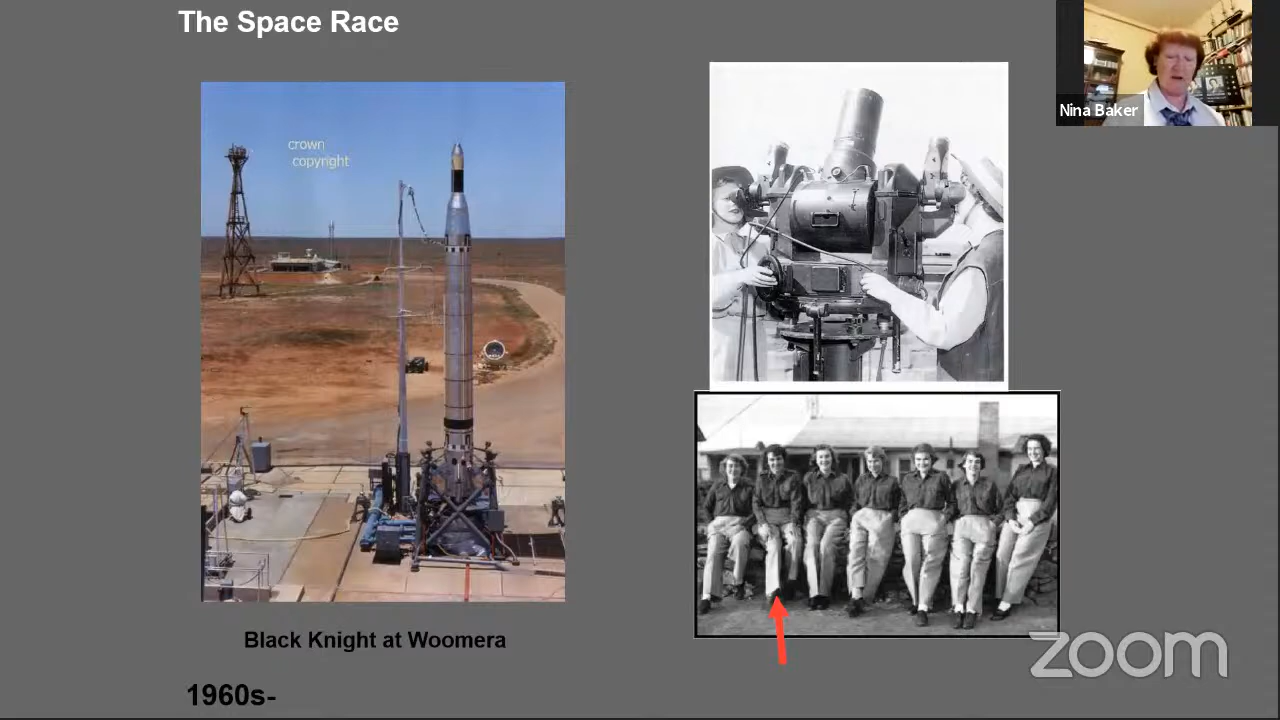 The Space Race
crown
copyright
Nina Baker
Black Knight at Woomera
1960s-
zoom